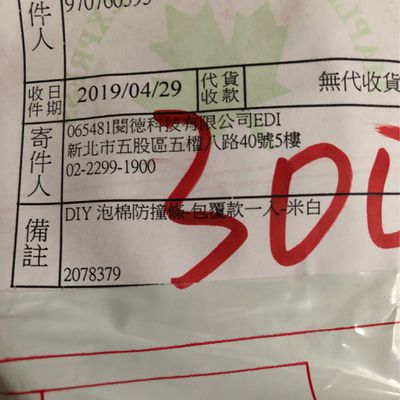 970760595
件人
收件日期 2019/04/29 代貨收款 無代收貨
寄件人 065481閱德科技有限公司EDI
新北市五股區五權八路40號5樓
02-2299-1900
備註 DIY 泡棉防撞條-包覆款一入-米白
2078379
300